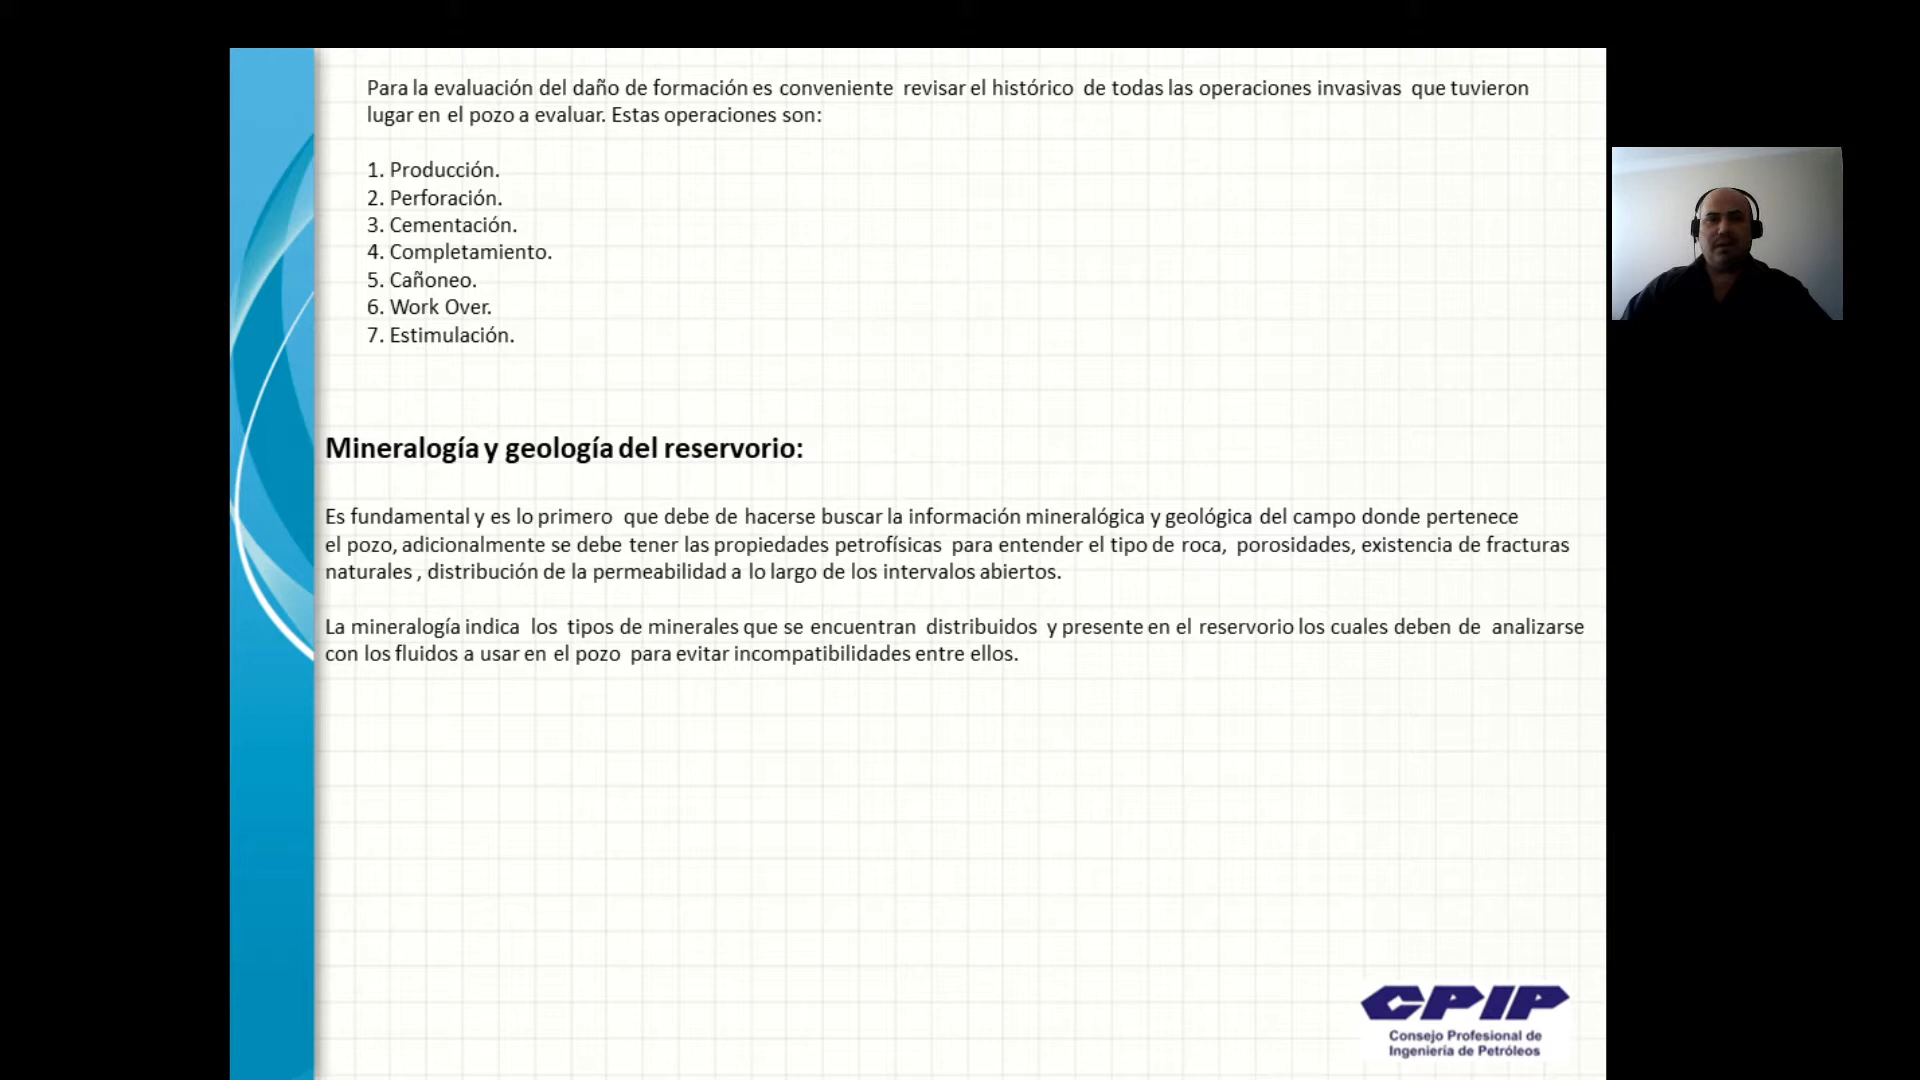 Para la evaluación del daño de formación es conveniente revisar el histórico de todas las operaciones invasivas que tuvieron
lugar en el pozo a evaluar. Estas operaciones son:
1. Producción.
2. Perforación.
3. Cementación.
4. Completamiento.
5. Cañoneo.
6. Work Over.
7. Estimulación.
Mineralogía y geología del reservorio:
Es fundamental y es lo primero que debe de hacerse buscar la información mineralógica y geológica del campo donde pertenece
el pozo, adicionalmente se debe tener las propiedades petrofísicas para entender el tipo de roca, porosidades, existencia de fracturas
naturales , distribución de la permeabilidad a lo largo de los intervalos abiertos.
La mineralogía indica los tipos de minerales que se encuentran distribuidos y presente en el reservorio los cuales deben de analizarse
con los fluidos a usar en el pozo para evitar incompatibilidades entre ellos.
CPIP
Consejo Profesional de
Ingeniería de Petróleos